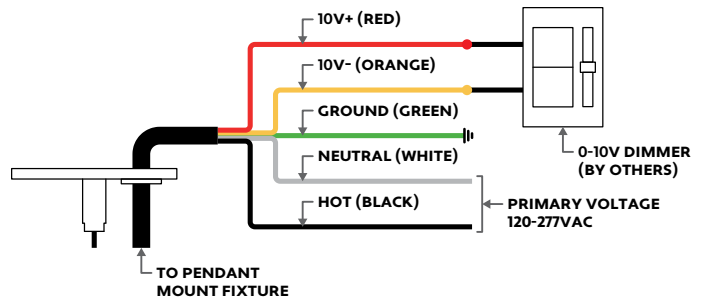 10V+ (RED)
10V- (ORANGE)
GROUND (GREEN)
NEUTRAL (WHITE)
HOT (BLACK)
0-10V DIMMER
(BY OTHERS)
PRIMARY VOLTAGE
120-277VAC
TO PENDANT
MOUNT FIXTURE